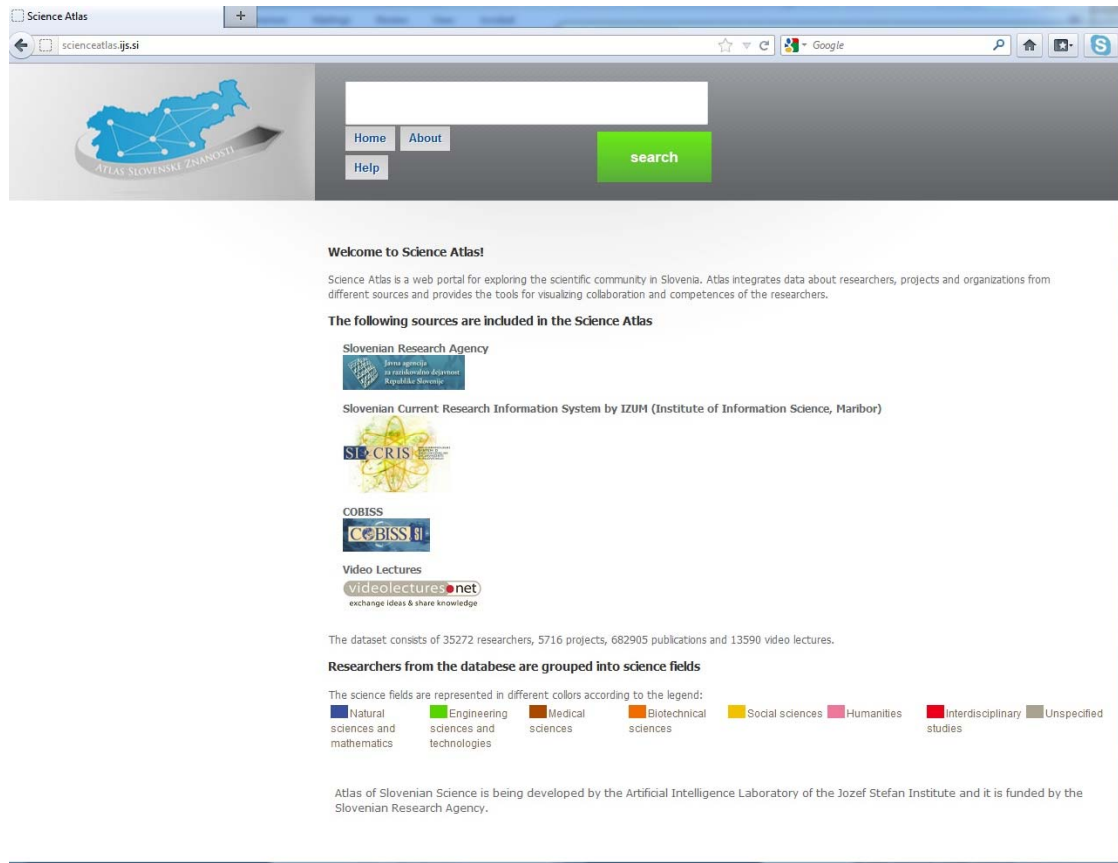 Science Atlas
+
scienceatlas.ijs.si
Google
ATLAS SLOVENSKE ZNANOSTI
Home About
Help
search
Welcome to Science Atlas!
Science Atlas is a web portal for exploring the scientific community in Slovenia. Atlas integrates data about researchers, projects and organizations from
different sources and provides the tools for visualizing collaboration and competences of the researchers.
The following sources are included in the Science Atlas
Slovenian Research Agency
Javna agencija
za raziskovalno dejavnost
Republike Slovenije
Slovenian Current Research Information System by IZUM (Institute of Information Science, Maribor)
SI CRIS
COBISS
COBISS SI
Video Lectures
videolectures net
exchange ideas & share knowledge
The dataset consists of 35272 researchers, 5716 projects, 682905 publications and 13590 video lectures.
Researchers from the databese are grouped into science fields
The science fields are represented in different collors according to the legend:
Natural sciences and mathematics
Engineering sciences and technologies
Medical sciences
Biotechnical sciences
Social sciences
Humanities
Interdisciplinary studies
Unspecified
Atlas of Slovenian Science is being developed by the Artificial Intelligence Laboratory of the Jozef Stefan Institute and it is funded by the
Slovenian Research Agency.